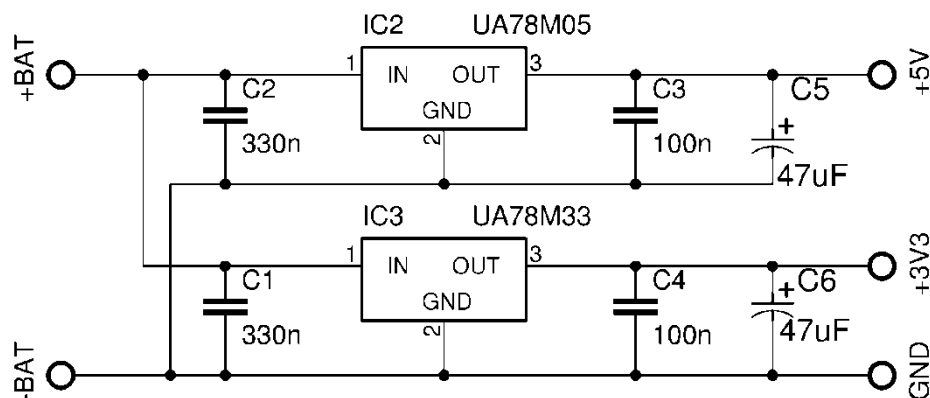 IC2 UA78M05
+BAT
1 IN OUT 3
GND
2
C2
330n
C3
100n
C5
+
47uF
+5V
IC3 UA78M33
1 IN OUT 3
GND
2
C1
330n
C4
100n
C6
+
47uF
+3V3
-BAT
GND